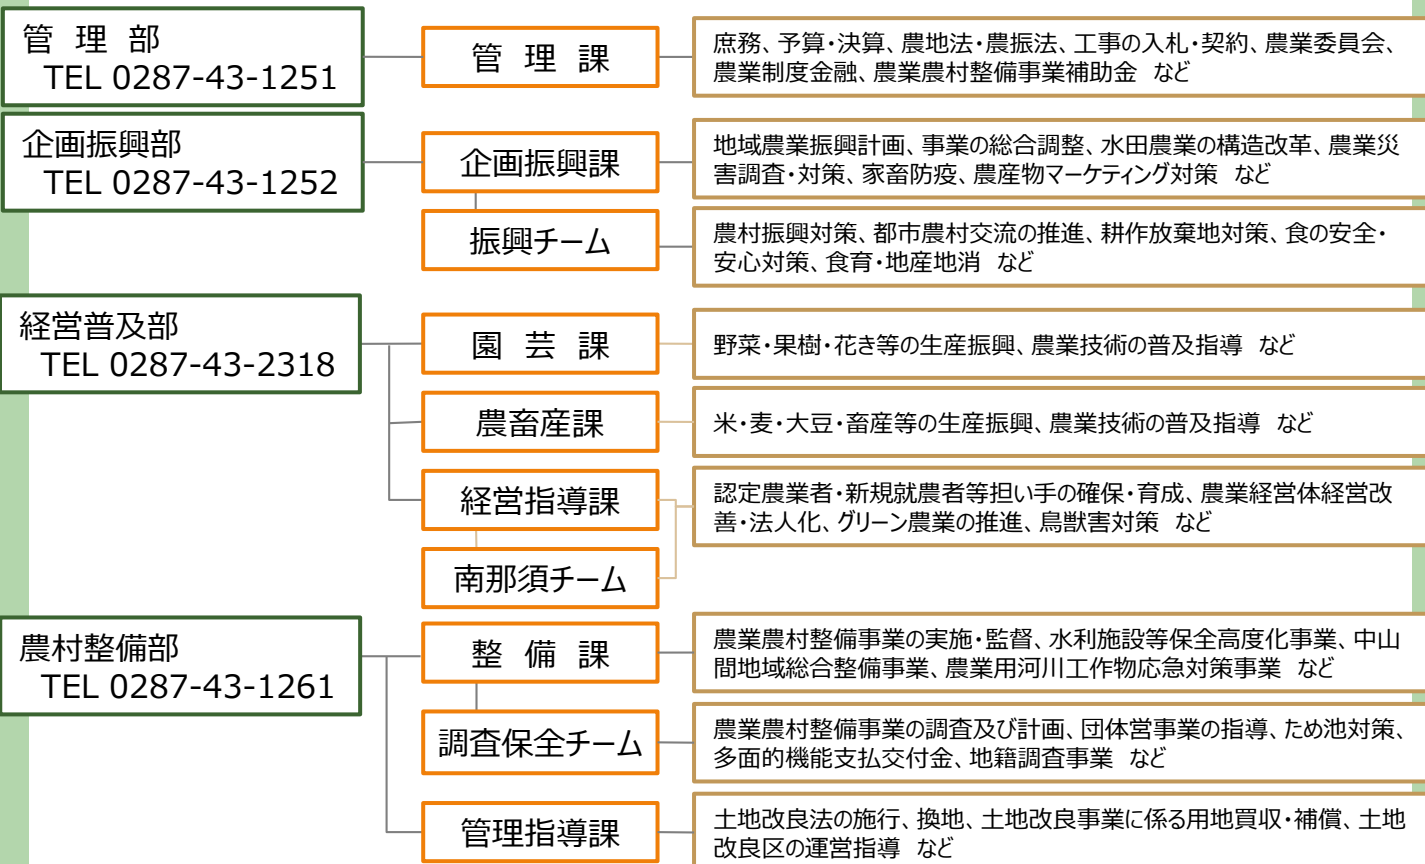 管 理 部
TEL 0287-43-1251
管 理 課
庶務、予算・決算、農地法・農振法、工事の入札・契約、農業委員会、
農業制度金融、農業農村整備事業補助金 など
企画振興部
TEL 0287-43-1252
企画振興課
地域農業振興計画、事業の総合調整、水田農業の構造改革、農業災
害調査・対策、家畜防疫、農産物マーケティング対策 など
振興チーム
農村振興対策、都市農村交流の推進、耕作放棄地対策、食の安全・
安心対策、食育・地産地消 など
経営普及部
TEL 0287-43-2318
園 芸 課
野菜・果樹・花き等の生産振興、農業技術の普及指導 など
農畜産課
米・麦・大豆・畜産等の生産振興、農業技術の普及指導 など
経営指導課
認定農業者・新規就農者等担い手の確保・育成、農業経営体経営改
善・法人化、グリーン農業の推進、鳥獣害対策 など
南那須チーム
農村整備部
TEL 0287-43-1261
整 備 課
農業農村整備事業の実施・監督、水利施設等保全高度化事業、中山
間地域総合整備事業、農業用河川工作物応急対策事業 など
調査保全チーム
農業農村整備事業の調査及び計画、団体営事業の指導、ため池対策、
多面的機能支払交付金、地籍調査事業 など
管理指導課
土地改良法の施行、換地、土地改良事業に係る用地買収・補償、土地
改良区の運営指導 など